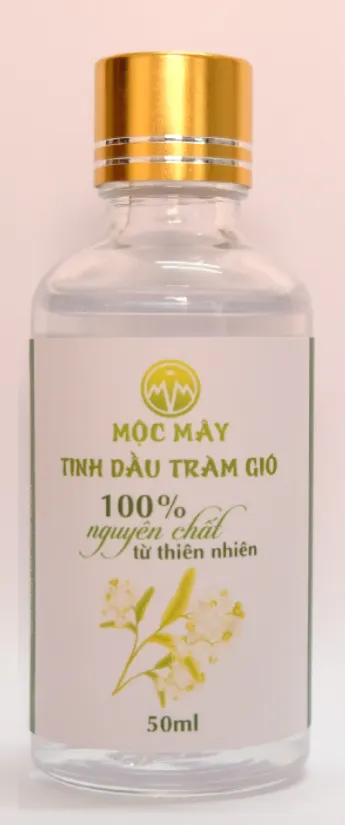 MỘC MÂY
TINH DẦU TRÀM GIÓ
100%
nguyên chất
từ thiên nhiên
50ml